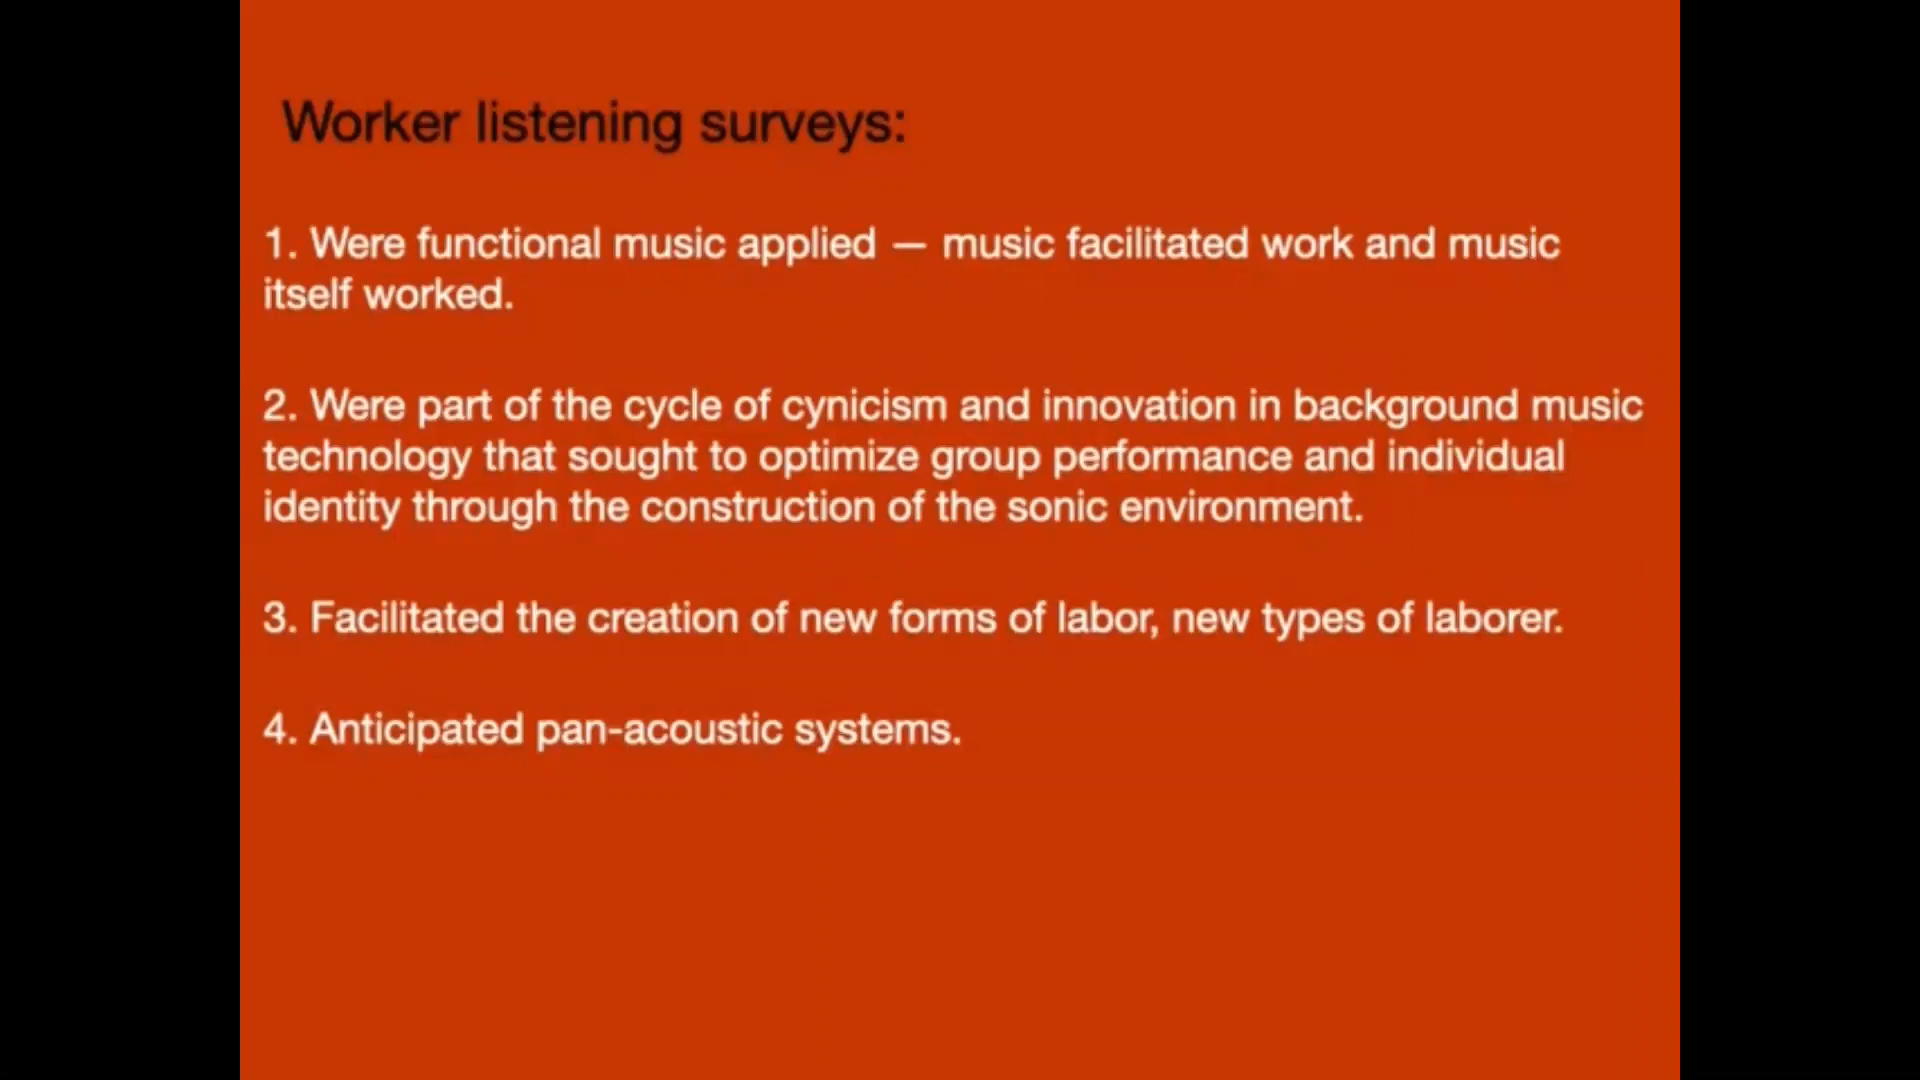 Worker listening surveys:
1. Were functional music applied — music facilitated work and music
itself worked.
2. Were part of the cycle of cynicism and innovation in background music
technology that sought to optimize group performance and individual
identity through the construction of the sonic environment.
3. Facilitated the creation of new forms of labor, new types of laborer.
4. Anticipated pan-acoustic systems.